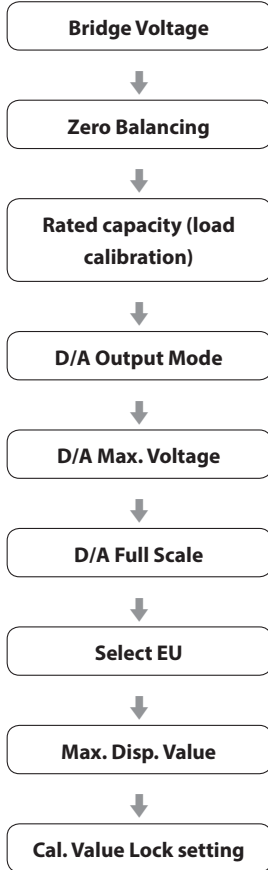 Bridge Voltage
Zero Balancing
Rated capacity (load
calibration)
D/A Output Mode
D/A Max. Voltage
D/A Full Scale
Select EU
Max. Disp. Value
Cal. Value Lock setting